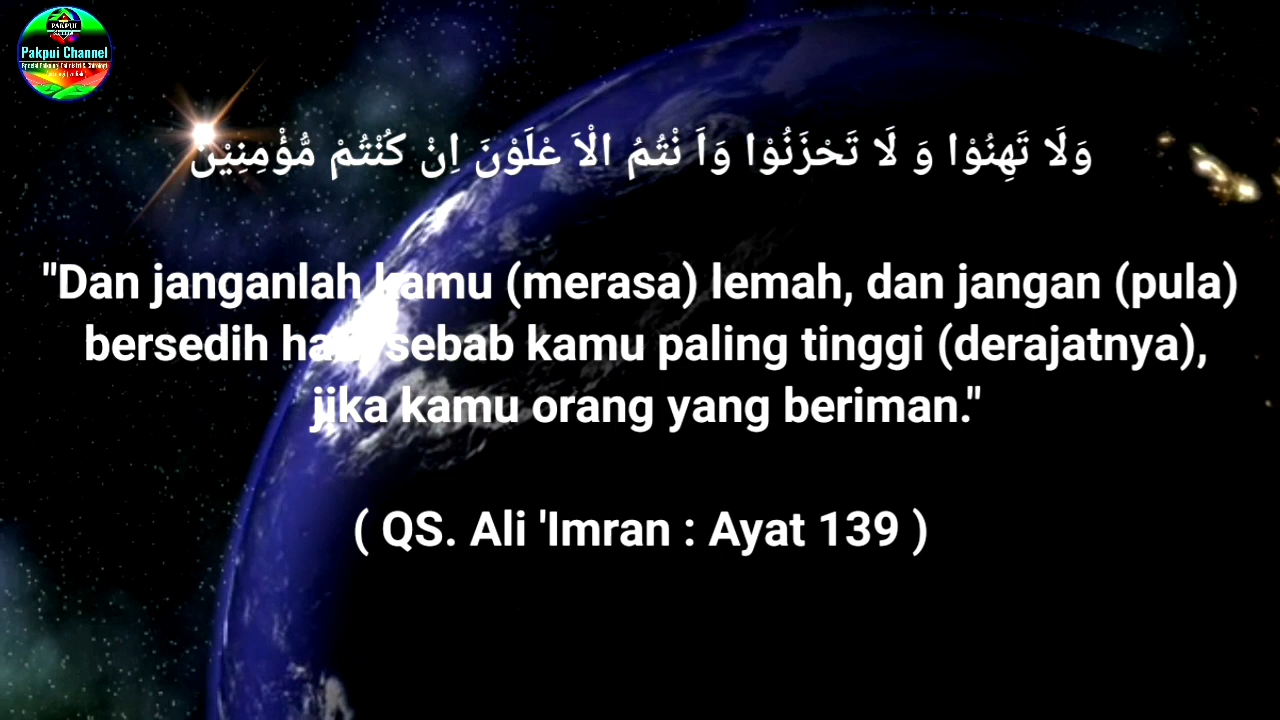 Pakpui Channel
وَلَا تَهِنُوْا وَ لَا تَحْزَنُوْا وَاَ نْتُمُ الْاَ عْلَوْنَ اِنْ كُنْتُمْ مُّؤْمِنِيْنَ
"Dan janganlah kamu (merasa) lemah, dan jangan (pula)
bersedih hati, sebab kamu paling tinggi (derajatnya),
jika kamu orang yang beriman."
( QS. Ali 'Imran : Ayat 139 )